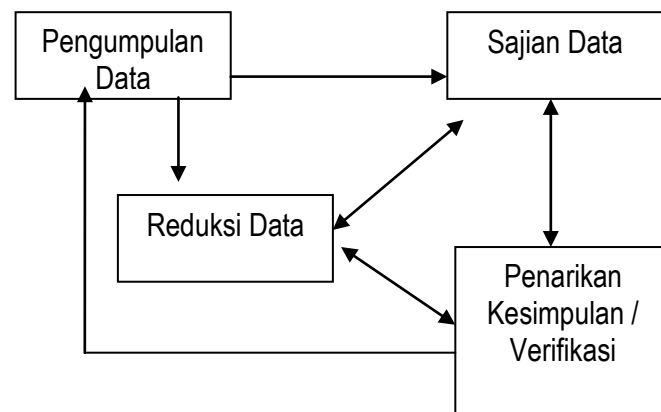 Pengumpulan
Data
Sajian Data
Reduksi Data
Penarikan
Kesimpulan /
Verifikasi